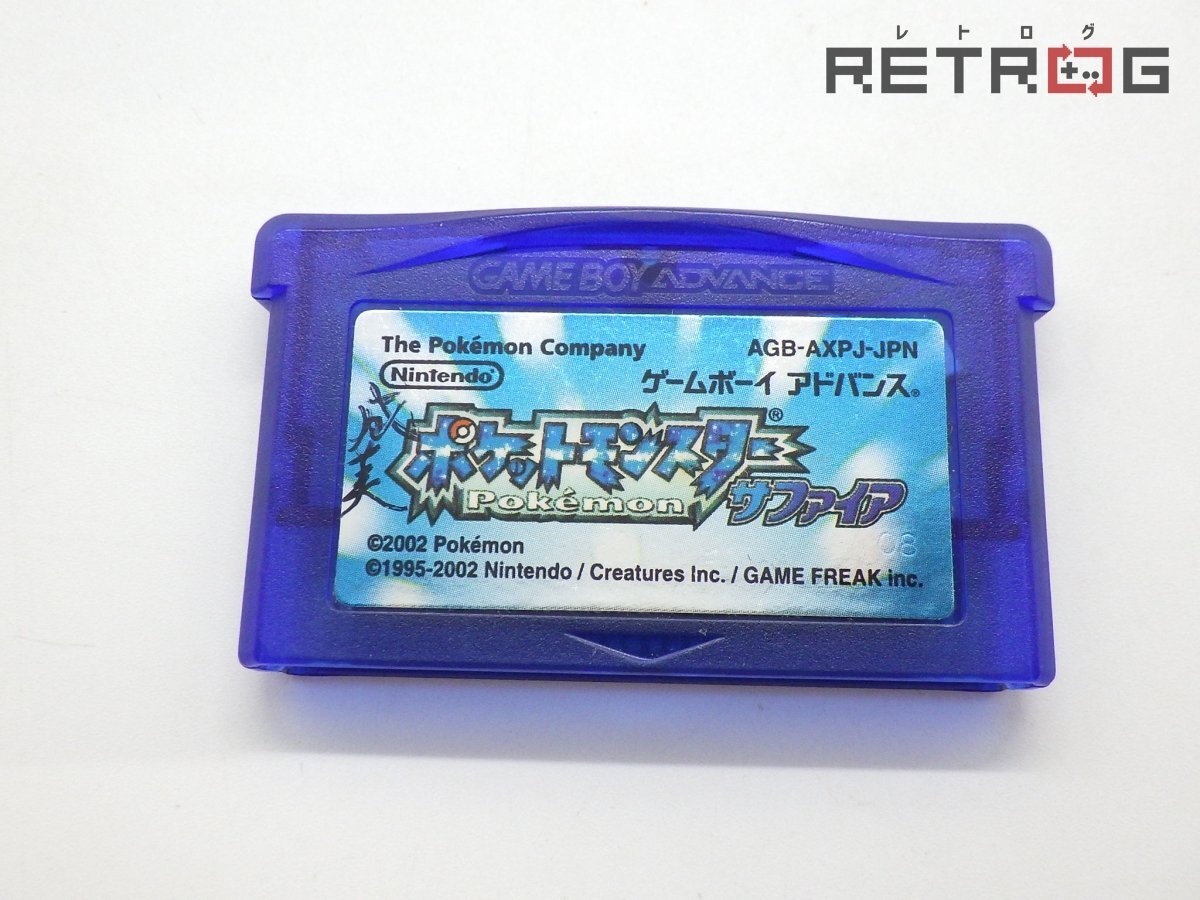 レトログ
RETROG
GAME BOY ADVANCE
The Pokémon Company
AGB-AXPJ-JPN
Nintendo
ゲームボーイ アドバンス®
ポケットモンスター®
Pokémon
サファイア
08
©2002 Pokémon
©1995-2002 Nintendo / Creatures Inc. / GAME FREAK inc.